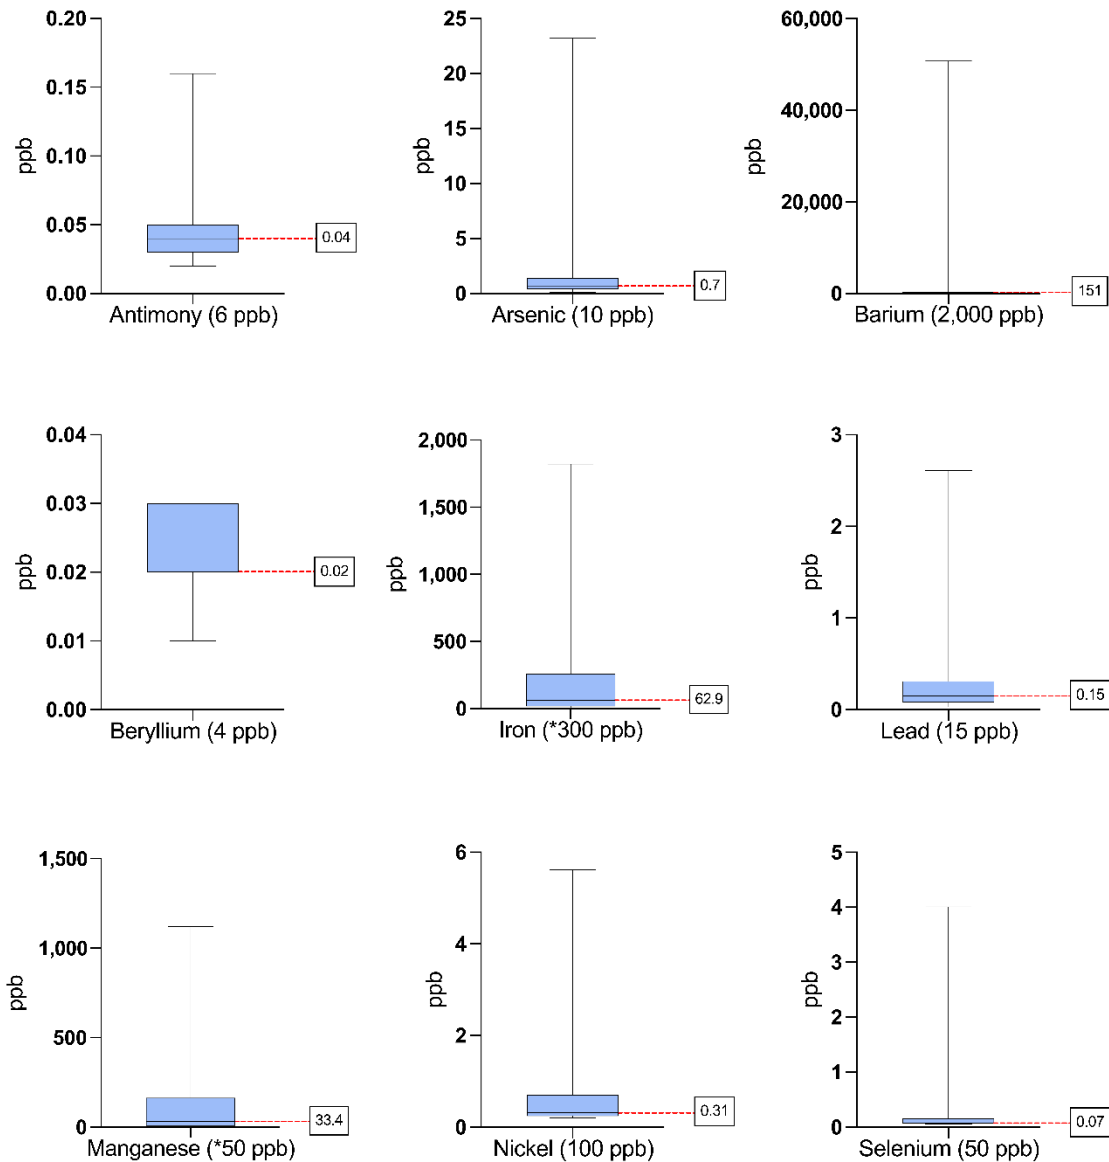 0.20
0.15
0.10
0.05
0.00
ppb
0.04
Antimony (6 ppb)
25
20
15
10
5
0
ppb
0.7
Arsenic (10 ppb)
60,000
40,000
20,000
0
ppb
151
Barium (2,000 ppb)
0.04
0.03
0.02
0.01
0.00
ppb
0.02
Beryllium (4 ppb)
2,000
1,500
1,000
500
0
ppb
62.9
Iron (*300 ppb)
3
2
1
0
ppb
0.15
Lead (15 ppb)
1,500
1,000
500
0
ppb
33.4
Manganese (*50 ppb)
6
4
2
0
ppb
0.31
Nickel (100 ppb)
5
4
3
2
1
0
ppb
0.07
Selenium (50 ppb)